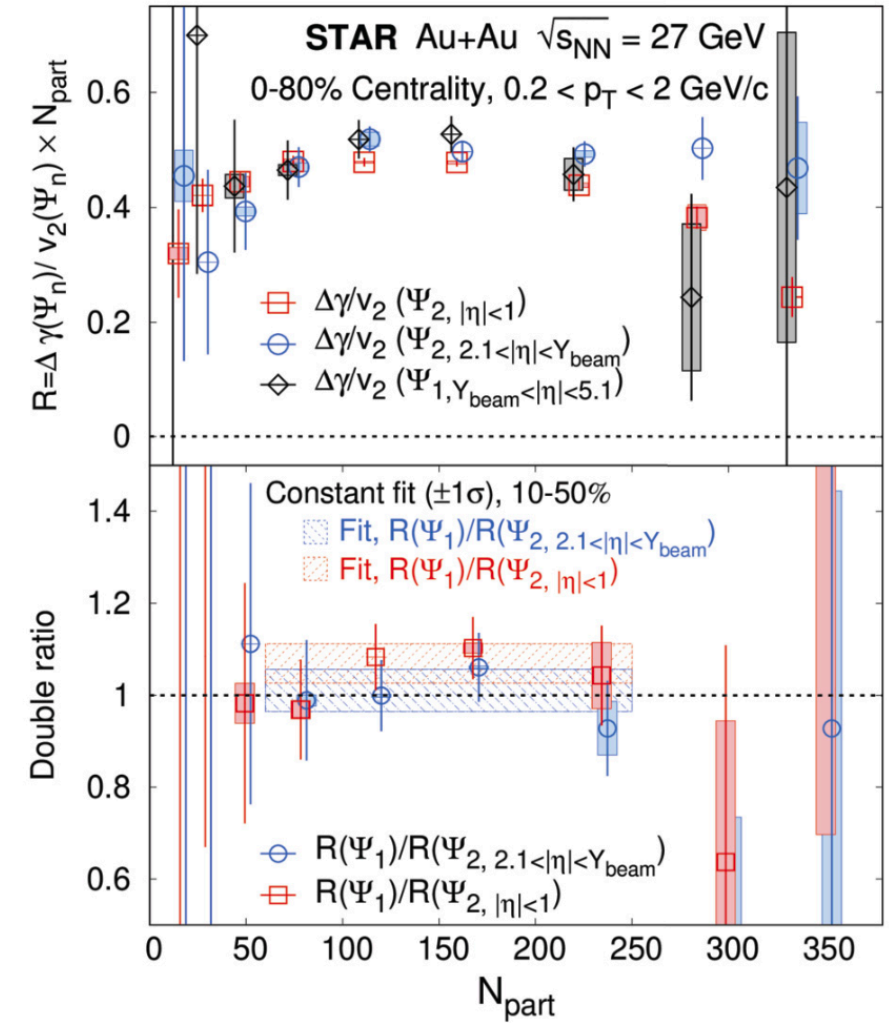 STAR Au+Au √sNN = 27 GeV
0-80% Centrality, 0.2 < pT < 2 GeV/c
R=Δ γ(Ψn)/ v2(Ψn) × Npart
0.6
0.4
0.2
0
Δγ/v2 (Ψ2, |η|<1)
Δγ/v2 (Ψ2, 2.1<|η|<Ybeam)
Δγ/v2 (Ψ1,Ybeam<|η|<5.1)
Constant fit (±1σ), 10-50%
Fit, R(Ψ1)/R(Ψ2, 2.1<|η|<Ybeam)
Fit, R(Ψ1)/R(Ψ2, |η|<1)
Double ratio
1.4
1.2
1
0.8
0.6
R(Ψ1)/R(Ψ2, 2.1<|η|<Ybeam)
R(Ψ1)/R(Ψ2, |η|<1)
0 50 100 150 200 250 300 350
Npart